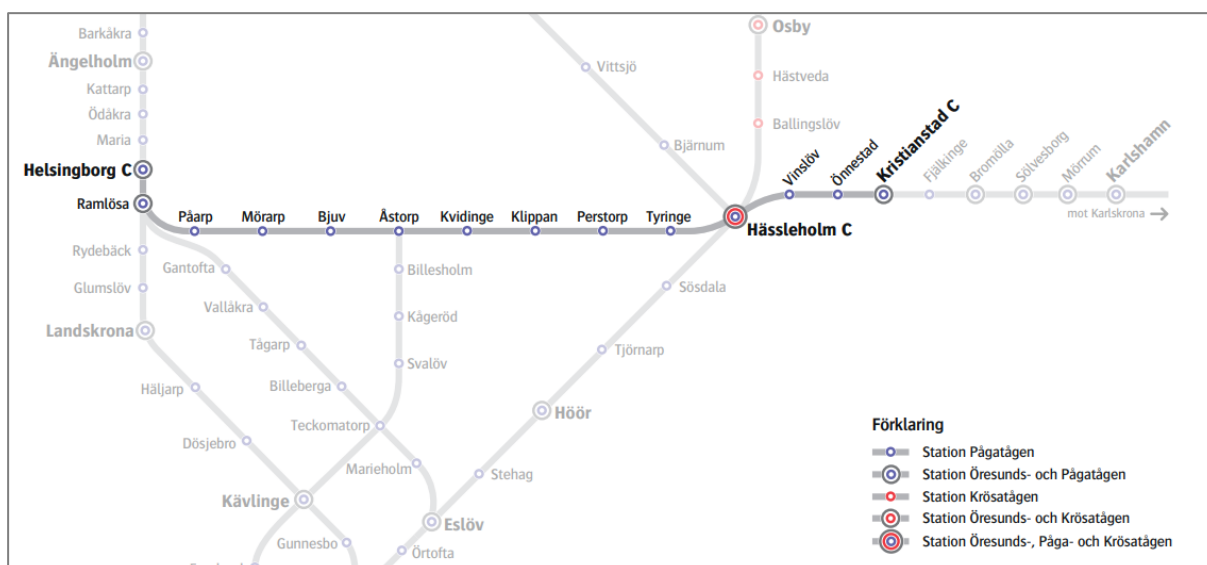 Barkåkra
Ängelholm
Kattarp
Ödåkra
Maria
Helsingborg C
Ramlösa
Påarp
Mörarp
Bjuv
Åstorp
Kvidinge
Klippan
Perstorp
Tyringe
Hässleholm C
Vinslöv
Önnestad
Kristianstad C
Fjälkinge
Bromölla
Sölvesborg
Mörrum
Karlshamn
mot Karlskrona
Osby
Hästveda
Ballingslöv
Vittsjö
Bjärnum
Rydebäck
Glumslöv
Landskrona
Häljarp
Dösjebro
Kävlinge
Gunnesbo
Gantofta
Vallåkra
Tågarp
Billeberga
Teckomatorp
Marieholm
Eslöv
Billesholm
Kågeröd
Svalöv
Sösdala
Tjörnarp
Höör
Stehag
Örtofta
Förklaring
Station Pågatågen
Station Öresunds- och Pågatågen
Station Krösatågen
Station Öresunds- och Krösatågen
Station Öresunds-, Påga- och Krösatågen